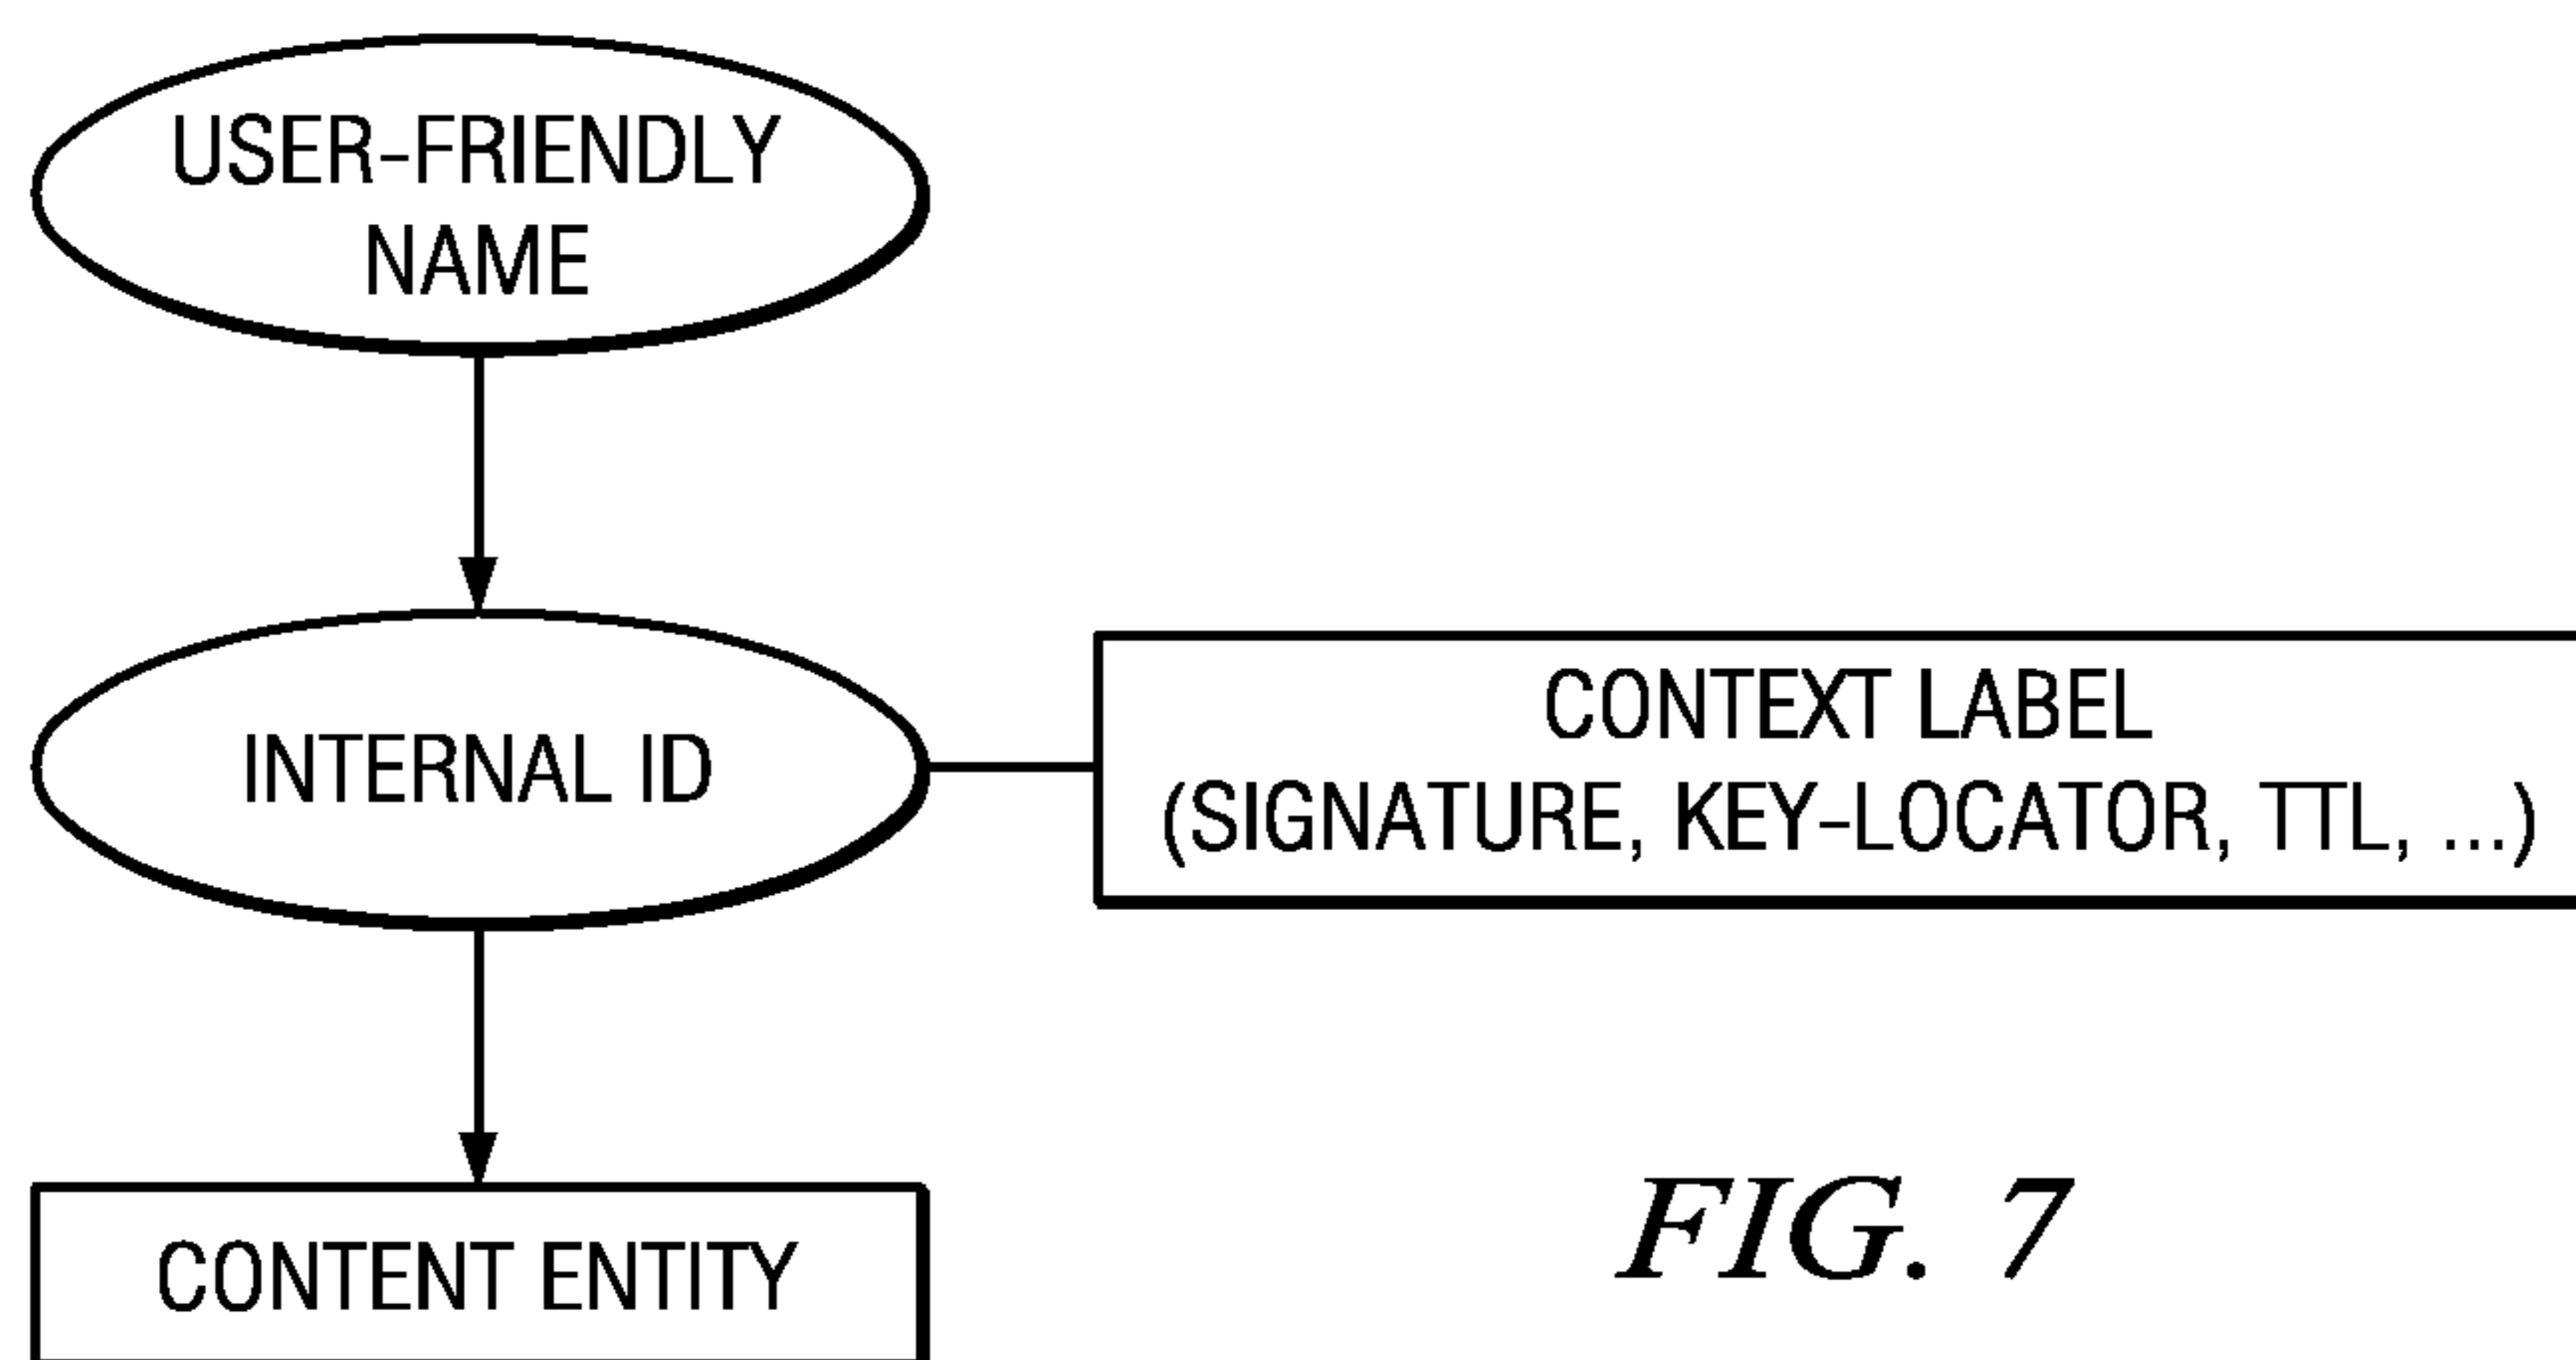 USER-FRIENDLY
NAME
INTERNAL ID
CONTEXT LABEL
(SIGNATURE, KEY-LOCATOR, TTL, ...)
CONTENT ENTITY
FIG. 7